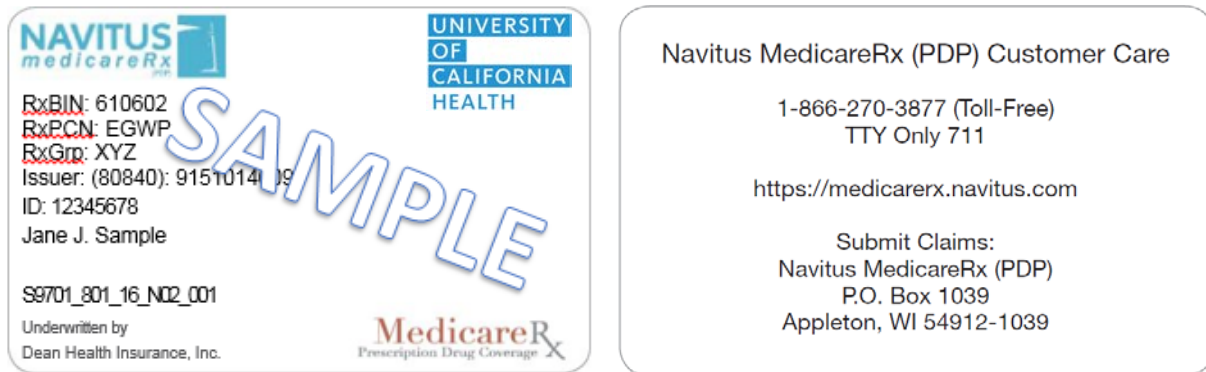 NAVITUS
medicareRx
(PDP)
UNIVERSITY
OF
CALIFORNIA
HEALTH
RxBIN: 610602
RxPCN: EGWP
RxGrp: XYZ
Issuer: (80840):
ID: 12345678
Jane J. Sample
SAMPLE
S9701_801_16_N02_001
Underwritten by
Dean Health Insurance, Inc.
MedicareRx
Prescription Drug Coverage
Navitus MedicareRx (PDP) Customer Care
1-866-270-3877 (Toll-Free)
TTY Only 711
https://medicarerx.navitus.com
Submit Claims:
Navitus MedicareRx (PDP)
P.O. Box 1039
Appleton, WI 54912-1039